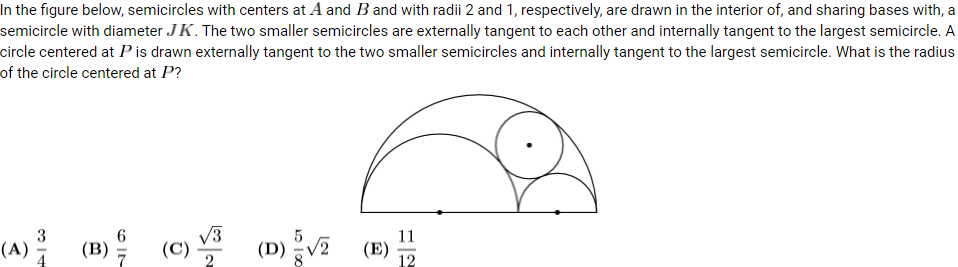 In the figure below, semicircles with centers at A and B and with radii 2 and 1, respectively, are drawn in the interior of, and sharing bases with, a
semicircle with diameter JK. The two smaller semicircles are externally tangent to each other and internally tangent to the largest semicircle. A
circle centered at P is drawn externally tangent to the two smaller semicircles and internally tangent to the largest semicircle. What is the radius
of the circle centered at P?
(A) 3/4 (B) 6/7 (C) √3/2 (D) 5/8 √2 (E) 11/12